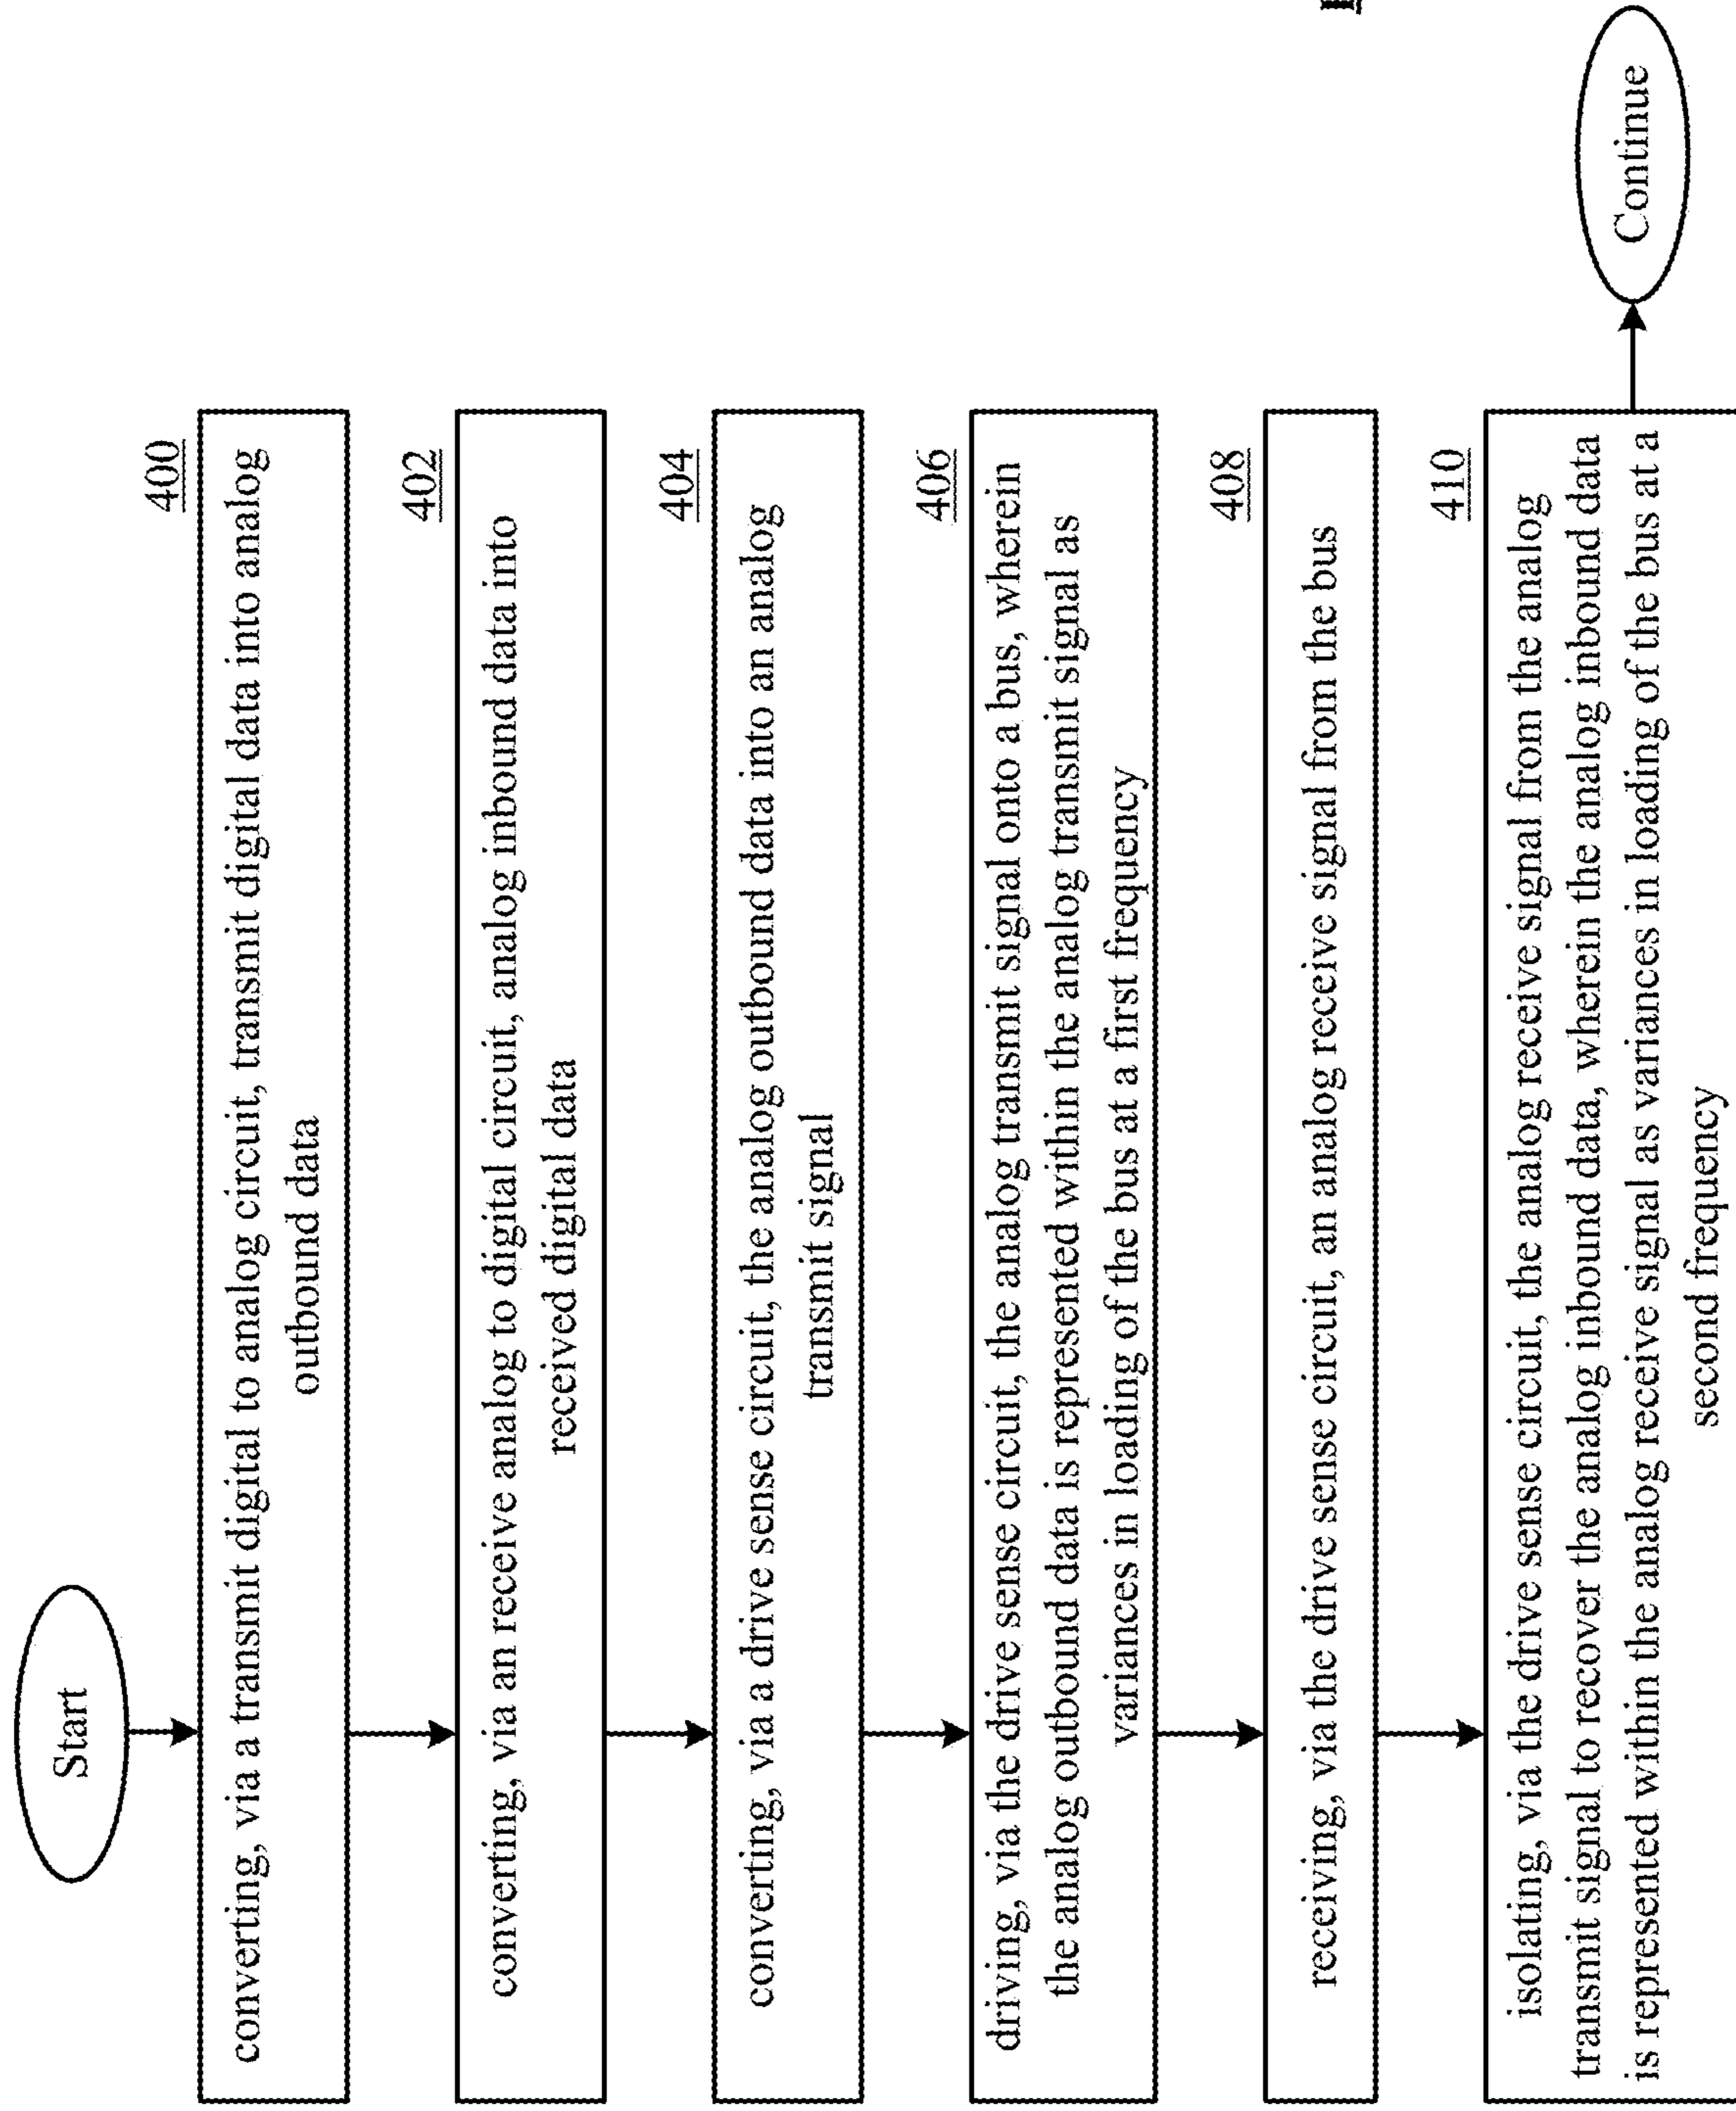 Start
400
converting, via a transmit digital to analog circuit, transmit digital data into analog
outbound data
402
converting, via an receive analog to digital circuit, analog inbound data into
received digital data
404
converting, via a drive sense circuit, the analog outbound data into an analog
transmit signal
406
driving, via the drive sense circuit, the analog transmit signal onto a bus, wherein
the analog outbound data is represented within the analog transmit signal as
variances in loading of the bus at a first frequency
408
receiving, via the drive sense circuit, an analog receive signal from the bus
410
isolating, via the drive sense circuit, the analog receive signal from the analog
transmit signal to recover the analog inbound data, wherein the analog inbound data
is represented within the analog receive signal as variances in loading of the bus at a
second frequency
Continue